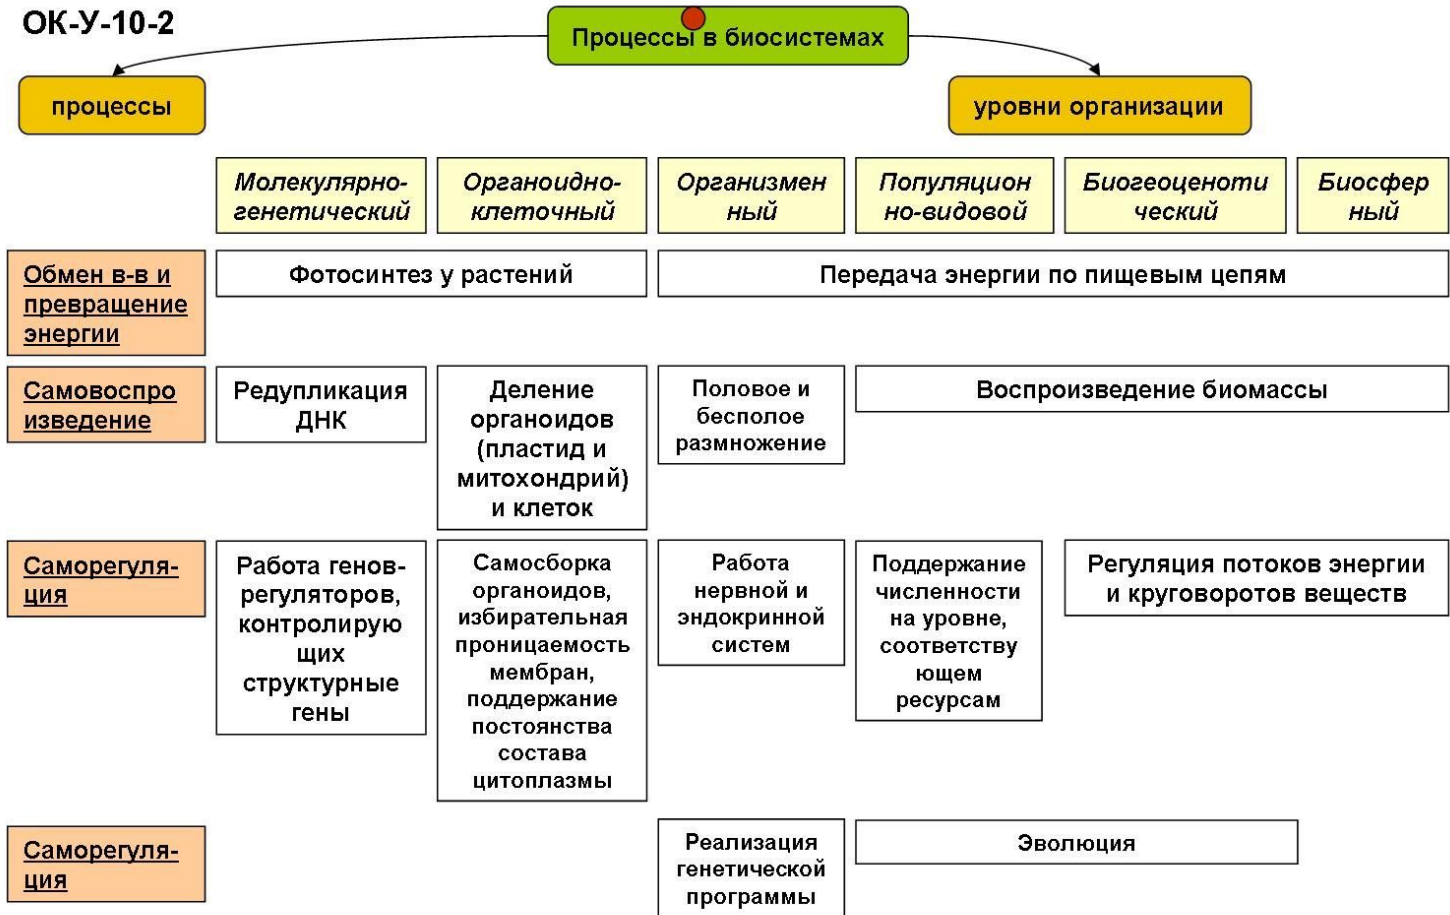 ОК-У-10-2
Процессы в биосистемах
процессы
уровни организации
Молекулярно-
генетический
Органоидно-
клеточный
Организмен
ный
Популяцион
но-видовой
Биогеоценоти
ческий
Биосфер
ный
Обмен в-в и
превращение
энергии
Фотосинтез у растений
Передача энергии по пищевым цепям
Самовоспро
изведение
Редупликация
ДНК
Деление
органоидов
(пластид и
митохондрий)
и клеток
Половое и
бесполое
размножение
Воспроизведение биомассы
Саморегуля-
ция
Работа генов-
регуляторов,
контролирую
щих
структурные
гены
Самосборка
органоидов,
избирательная
проницаемость
мембран,
поддержание
постоянства
состава
цитоплазмы
Работа
нервной и
эндокринной
систем
Поддержание
численности
на уровне,
соответству
ющем
ресурсам
Регуляция потоков энергии
и круговоротов веществ
Саморегуля-
ция
Реализация
генетической
программы
Эволюция